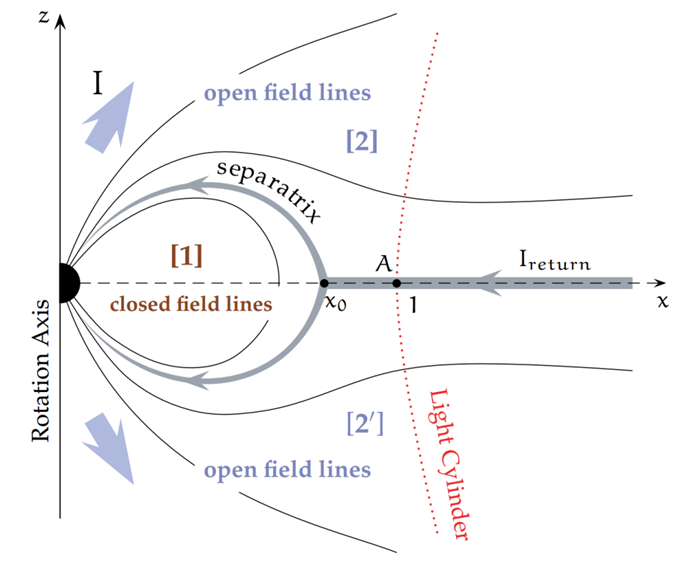 z
I
open field lines
[2]
separatrix
[1]
A
I_return
closed field lines
x₀
1
x
Rotation Axis
Light Cylinder
[2′]
open field lines